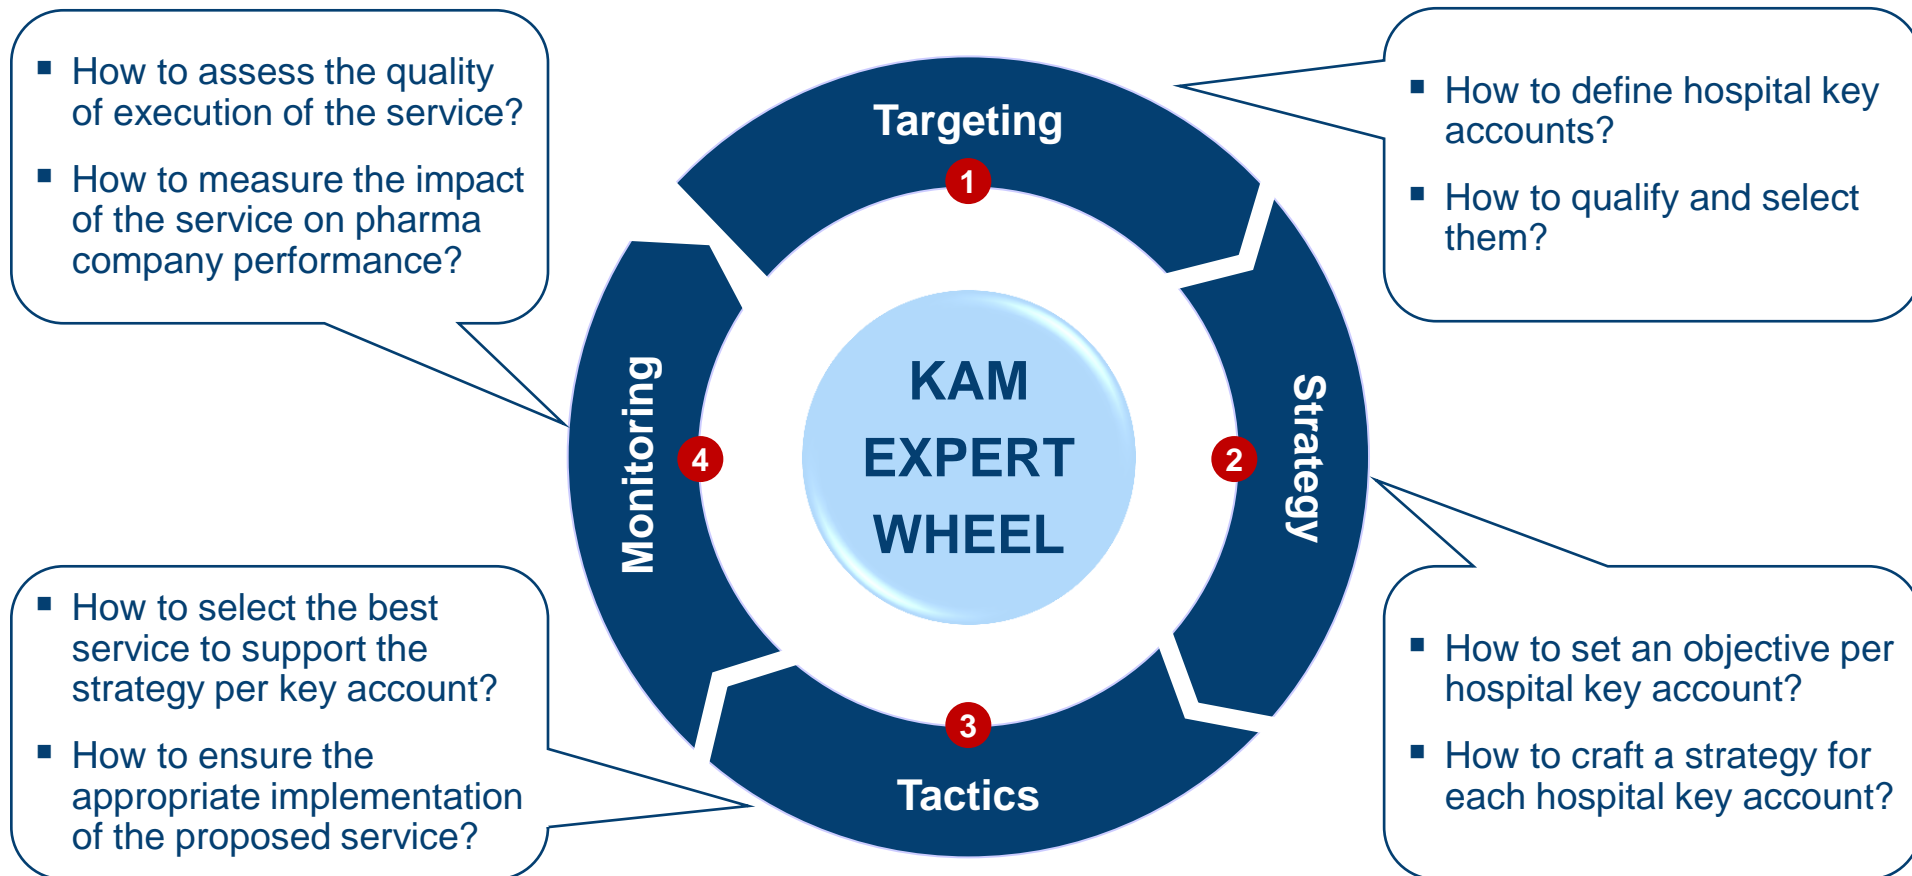 ▪ How to assess the quality
of execution of the service?
▪ How to measure the impact
of the service on pharma
company performance?
Targeting
1
▪ How to define hospital key
accounts?
▪ How to qualify and select
them?
KAM
EXPERT
WHEEL
Monitoring
4
2
Strategy
▪ How to select the best
service to support the
strategy per key account?
▪ How to ensure the
appropriate implementation
of the proposed service?
3
Tactics
▪ How to set an objective per
hospital key account?
▪ How to craft a strategy for
each hospital key account?